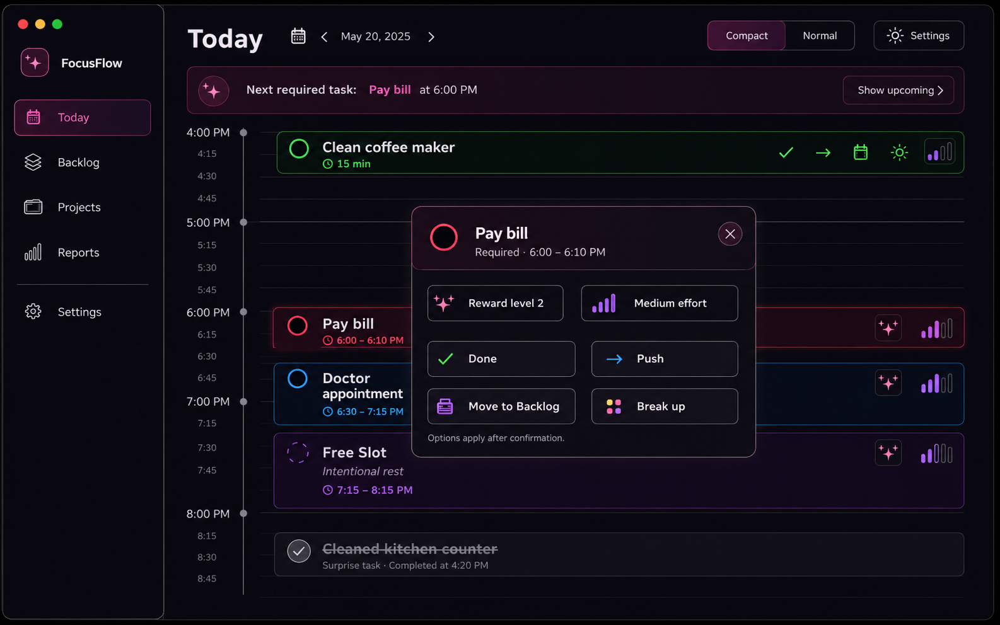 FocusFlow
Today
Backlog
Projects
Reports
Settings
Today
May 20, 2025
Compact
Normal
Settings
Next required task: Pay bill at 6:00 PM
Show upcoming
4:00 PM
4:15
4:30
4:45
5:00 PM
5:15
5:30
5:45
6:00 PM
6:15
6:30
6:45
7:00 PM
7:15
7:30
7:45
8:00 PM
8:15
8:30
8:45
Clean coffee maker
15 min
Pay bill
6:00 – 6:10 PM
Doctor
appointment
6:30 – 7:15 PM
Free Slot
Intentional rest
7:15 – 8:15 PM
Cleaned kitchen counter
Surprise task · Completed at 4:20 PM
Pay bill
Required · 6:00 – 6:10 PM
Reward level 2
Medium effort
Done
Push
Move to Backlog
Break up
Options apply after confirmation.